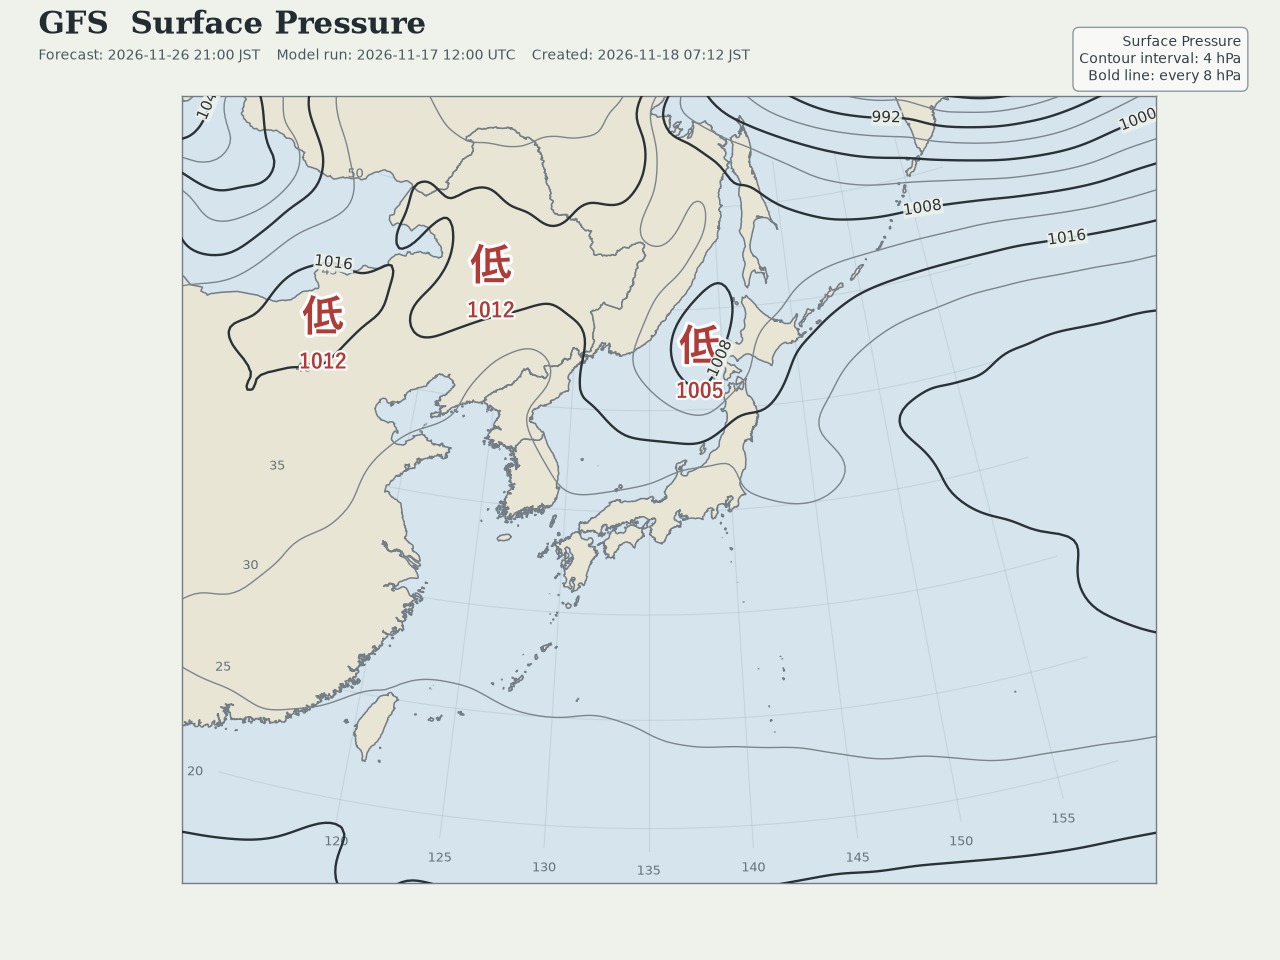 GFS  Surface Pressure
Forecast: 2026-11-26 21:00 JST    Model run: 2026-11-17 12:00 UTC    Created: 2026-11-18 07:12 JST
Surface Pressure
Contour interval: 4 hPa
Bold line: every 8 hPa
992
1000
50
1008
1016
1016
低
1012
低
1012
低
1008
1005
35
30
25
20
120
125
130
135
140
145
150
155